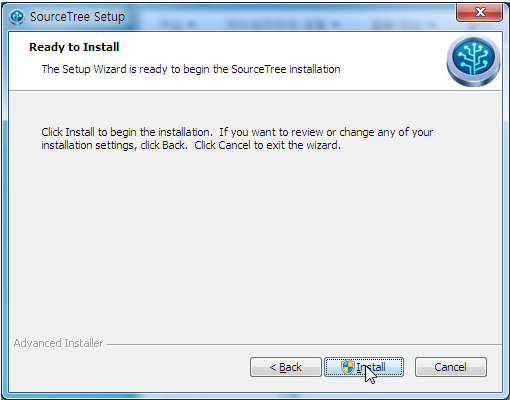 SourceTree Setup
Ready to Install
The Setup Wizard is ready to begin the SourceTree installation
Click Install to begin the installation. If you want to review or change any of your
installation settings, click Back. Click Cancel to exit the wizard.
Advanced Installer
< Back
Install
Cancel